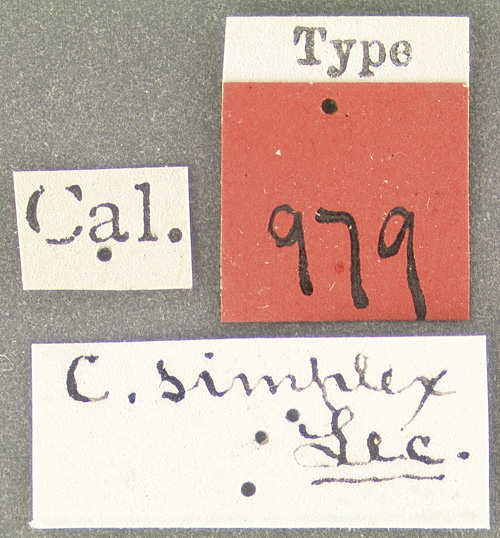 Type
979
Cal.
C. simplex
Lec.